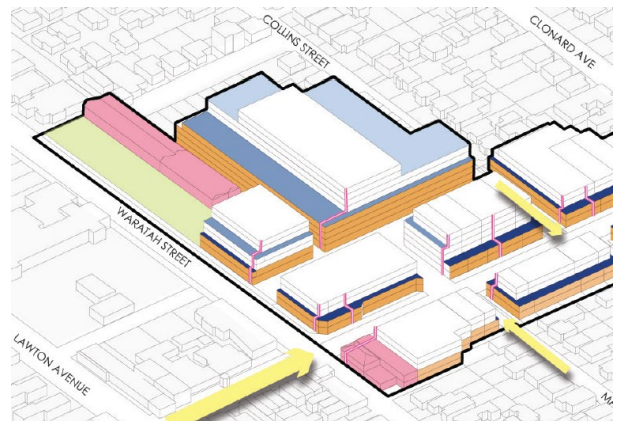 COLLINS STREET
CLONARD AVE
WARATAH STREET
LAWTON AVENUE